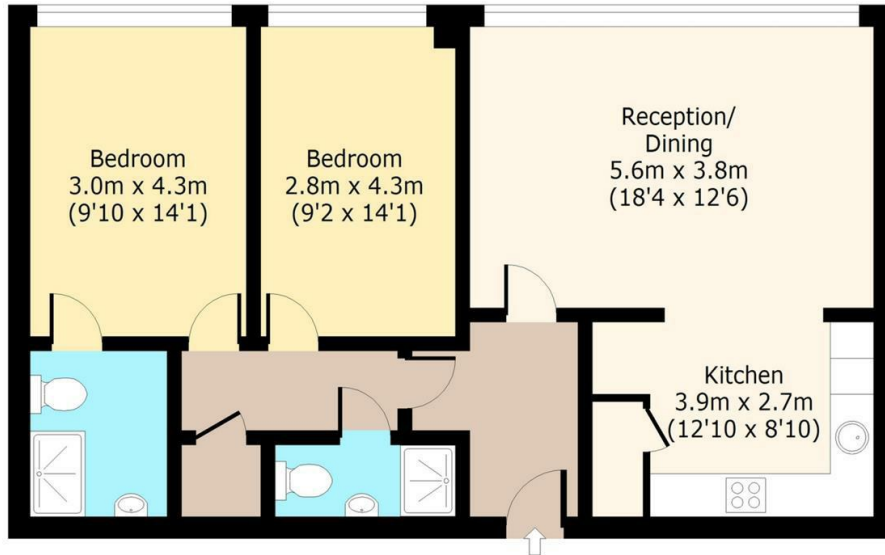 Bedroom
3.0m x 4.3m
(9'10 x 14'1)
Bedroom
2.8m x 4.3m
(9'2 x 14'1)
Reception/
Dining
5.6m x 3.8m
(18'4 x 12'6)
Kitchen
3.9m x 2.7m
(12'10 x 8'10)